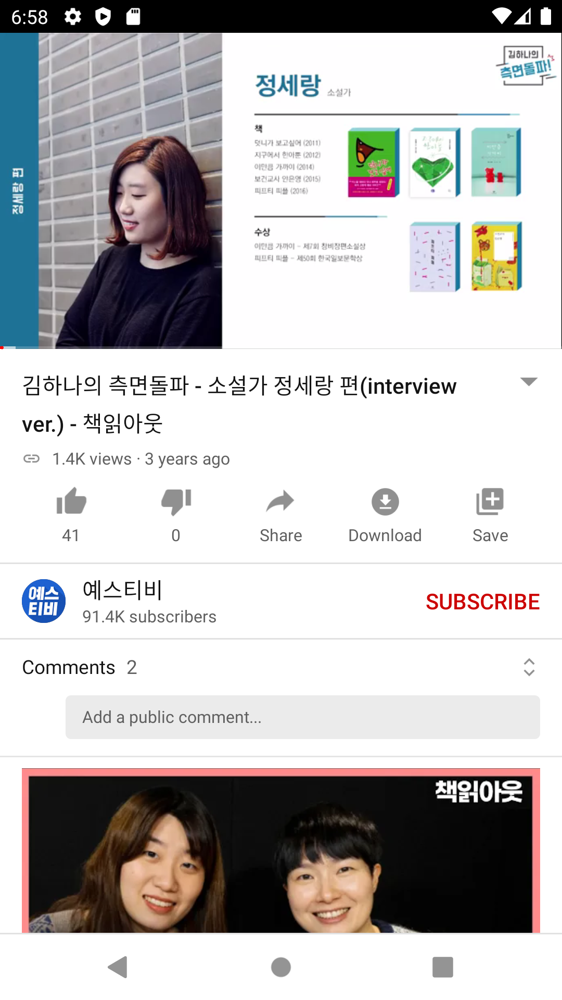 6:58
김하나의
측면돌파!
정세랑 소설가
책
덧니가 보고싶어 (2011)
지구에서 한아뿐 (2012)
이만큼 가까이 (2014)
보건교사 안은영 (2015)
피프티 피플 (2016)
정세랑 편
수상
이만큼 가까이 - 제7회 창비장편소설상
피프티 피플 - 제50회 한국일보문학상
김하나의 측면돌파 - 소설가 정세랑 편(interview
ver.) - 책읽아웃
1.4K views · 3 years ago
41
0
Share
Download
Save
예스
티비
예스티비
91.4K subscribers
SUBSCRIBE
Comments 2
Add a public comment...
책읽아웃